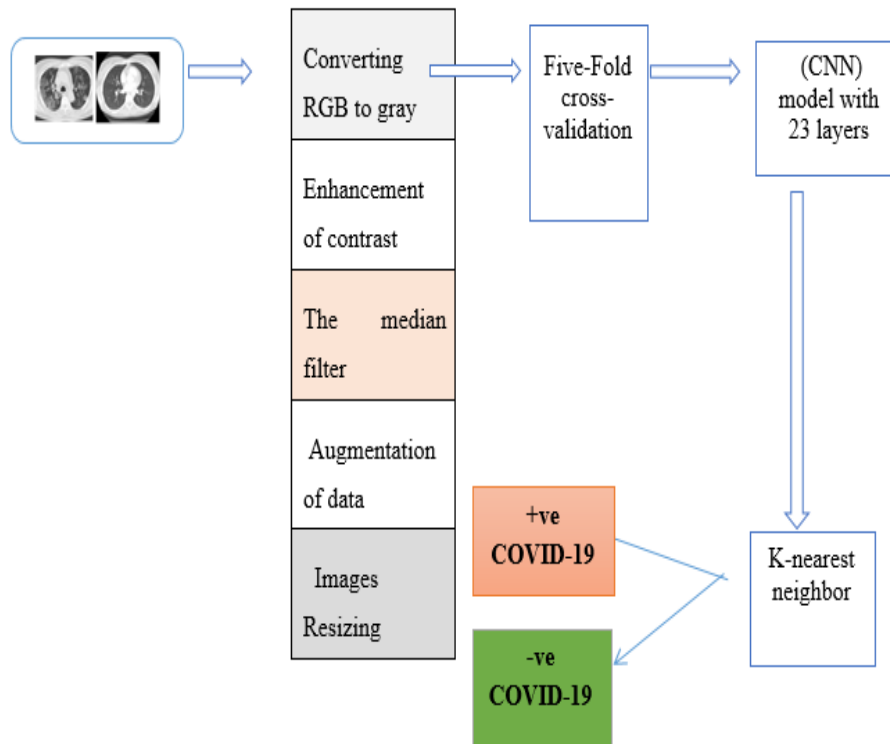 Converting
RGB to gray
Enhancement
of contrast
The median
filter
Augmentation
of data
Images
Resizing
Five-Fold
cross-
validation
(CNN)
model with
23 layers
K-nearest
neighbor
+ve
COVID-19
-ve
COVID-19